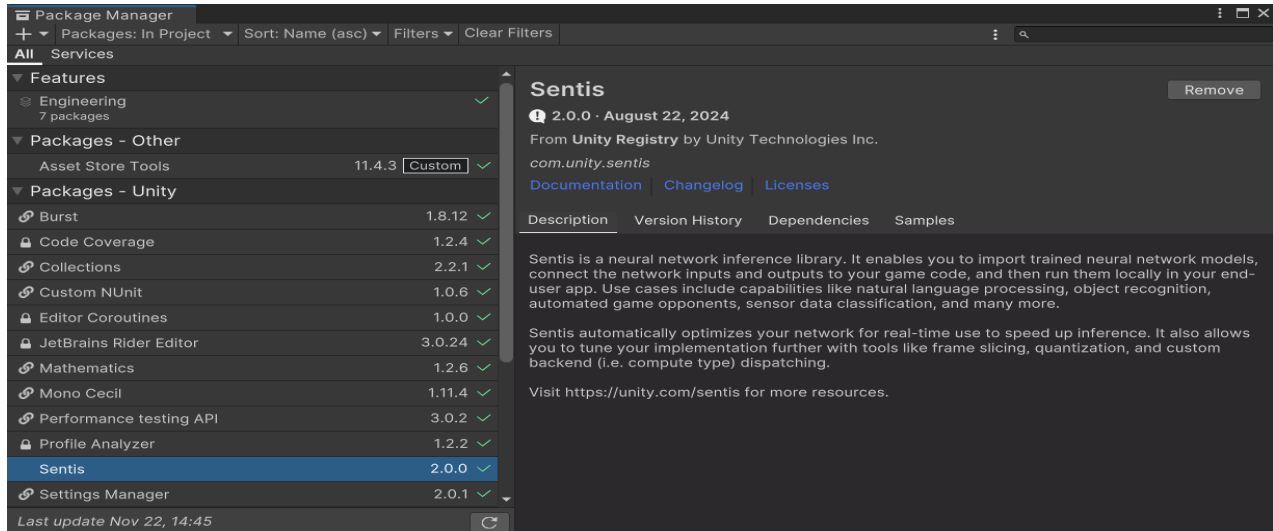 Package Manager
+ Packages: In Project Sort: Name (asc) Filters Clear Filters
All Services
Features
Engineering
7 packages
Packages - Other
Asset Store Tools 11.4.3 Custom
Packages - Unity
Burst 1.8.12
Code Coverage 1.2.4
Collections 2.2.1
Custom NUnit 1.0.6
Editor Coroutines 1.0.0
JetBrains Rider Editor 3.0.24
Mathematics 1.2.6
Mono Cecil 1.11.4
Performance testing API 3.0.2
Profile Analyzer 1.2.2
Sentis 2.0.0
Settings Manager 2.0.1
Last update Nov 22, 14:45
Sentis
Remove
2.0.0 · August 22, 2024
From Unity Registry by Unity Technologies Inc.
com.unity.sentis
Documentation Changelog Licenses
Description Version History Dependencies Samples
Sentis is a neural network inference library. It enables you to import trained neural network models,
connect the network inputs and outputs to your game code, and then run them locally in your end-
user app. Use cases include capabilities like natural language processing, object recognition,
automated game opponents, sensor data classification, and many more.
Sentis automatically optimizes your network for real-time use to speed up inference. It also allows
you to tune your implementation further with tools like frame slicing, quantization, and custom
backend (i.e. compute type) dispatching.
Visit https://unity.com/sentis for more resources.